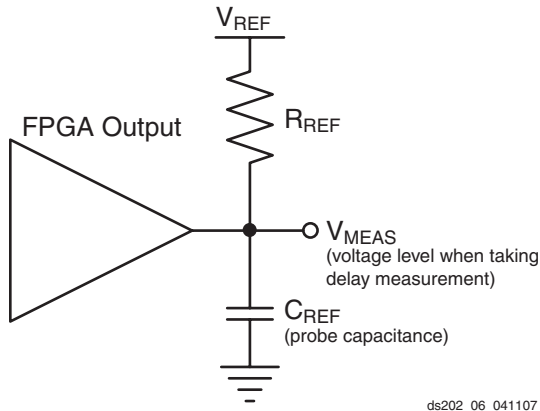 VREF
FPGA Output
RREF
VMEAS
(voltage level when taking
delay measurement)
CREF
(probe capacitance)
ds202_06_041107